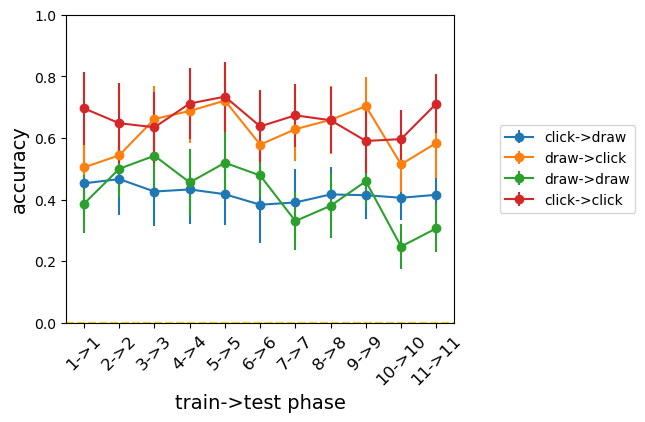 1.0
0.8
0.6
0.4
0.2
0.0
accuracy
1->1
2->2
3->3
4->4
5->5
6->6
7->7
8->8
9->9
10->10
11->11
train->test phase
click->draw
draw->click
draw->draw
click->click